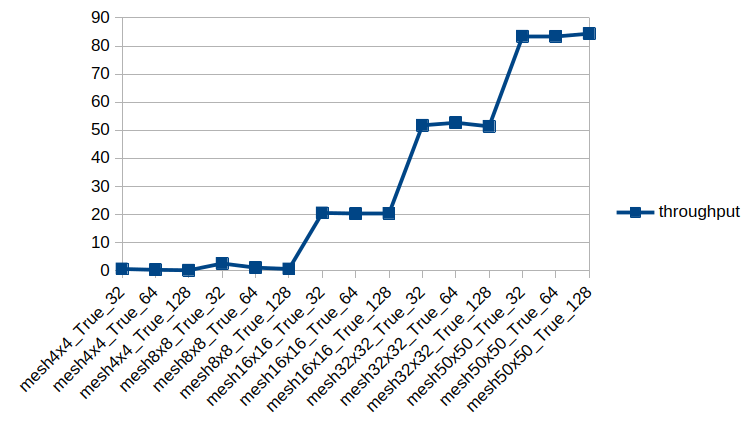 90
80
70
60
50
40
30
20
10
0
throughput
mesh4x4_True_32
mesh4x4_True_64
mesh4x4_True_128
mesh8x8_True_32
mesh8x8_True_64
mesh8x8_True_128
mesh16x16_True_32
mesh16x16_True_64
mesh16x16_True_128
mesh32x32_True_32
mesh32x32_True_64
mesh32x32_True_128
mesh50x50_True_32
mesh50x50_True_64
mesh50x50_True_128